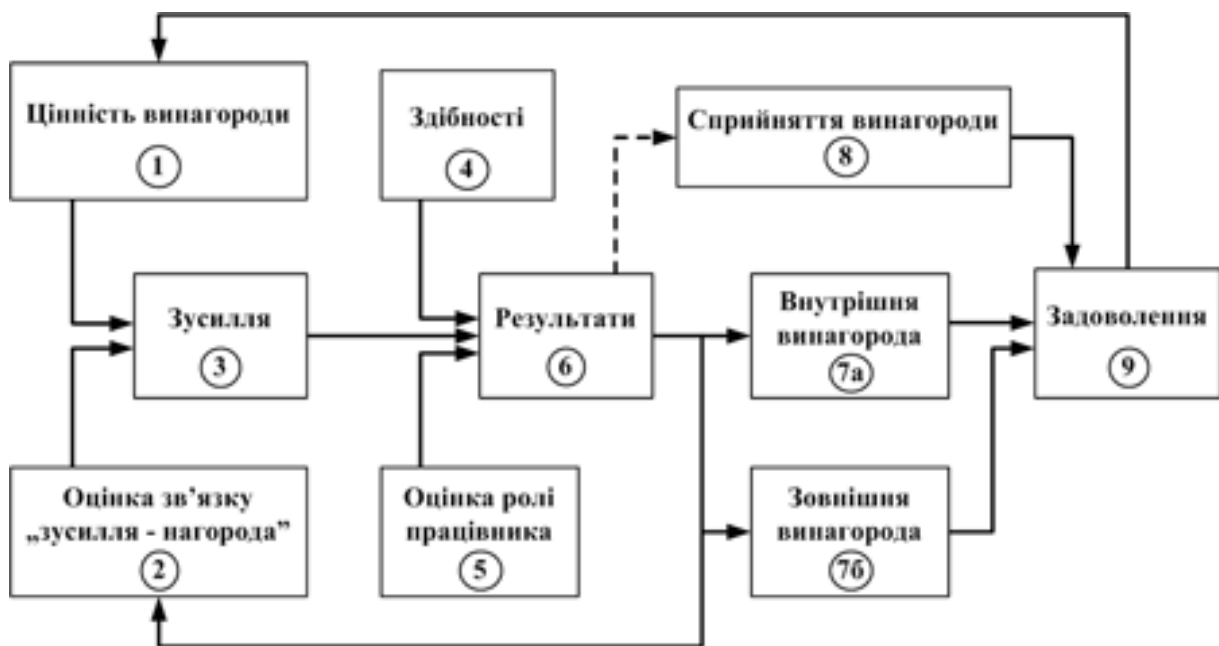 Цінність винагороди
1
Здібності
4
Сприйняття винагороди
8
Зусилля
3
Результати
6
Внутрішня
винагорода
7а
Задоволення
9
Оцінка зв’язку
„зусилля - нагорода”
2
Оцінка ролі
працівника
5
Зовнішня
винагорода
7б